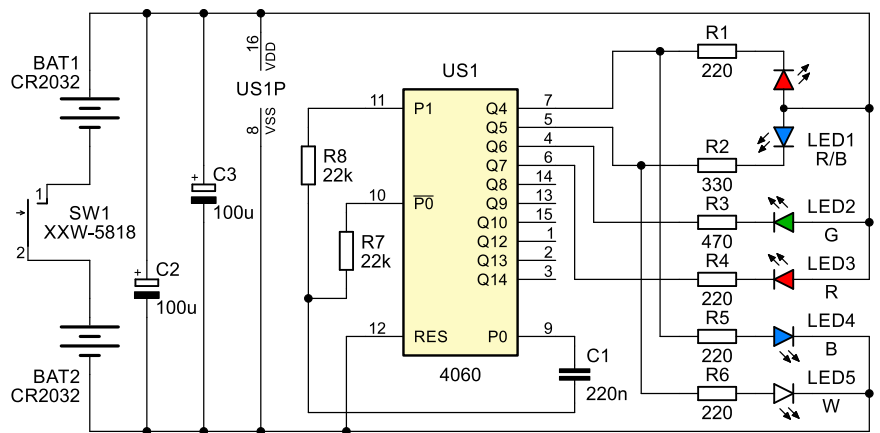 BAT1
CR2032
1
SW1
XXW-5818
2
BAT2
CR2032
+
C2
100u
+
C3
100u
16
VDD
US1P
8
VSS
R8
22k
R7
22k
US1
11
P1
10
P0
12
RES
Q4
7
Q5
5
Q6
4
Q7
6
Q8
14
Q9
13
Q10
15
Q12
1
Q13
2
Q14
3
P0
9
4060
C1
220n
R1
220
LED1
R/B
R2
330
R3
470
LED2
G
R4
220
LED3
R
R5
220
LED4
B
R6
220
LED5
W